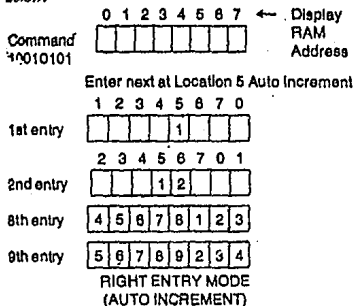 0 1 2 3 4 5 6 7 ← Display RAM Address
Command 10010101
Enter next at Location 5 Auto Increment
1 2 3 4 5 6 7 0
1st entry 1
2 3 4 5 6 7 0 1
2nd entry 1 2
8th entry 4 5 6 7 8 1 2 3
9th entry 5 6 7 8 9 2 3 4
RIGHT ENTRY MODE
(AUTO INCREMENT)